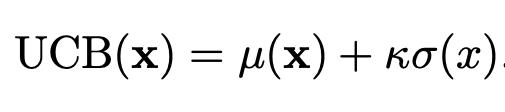 UCB(𝐱) = μ(𝐱) + κσ(x).